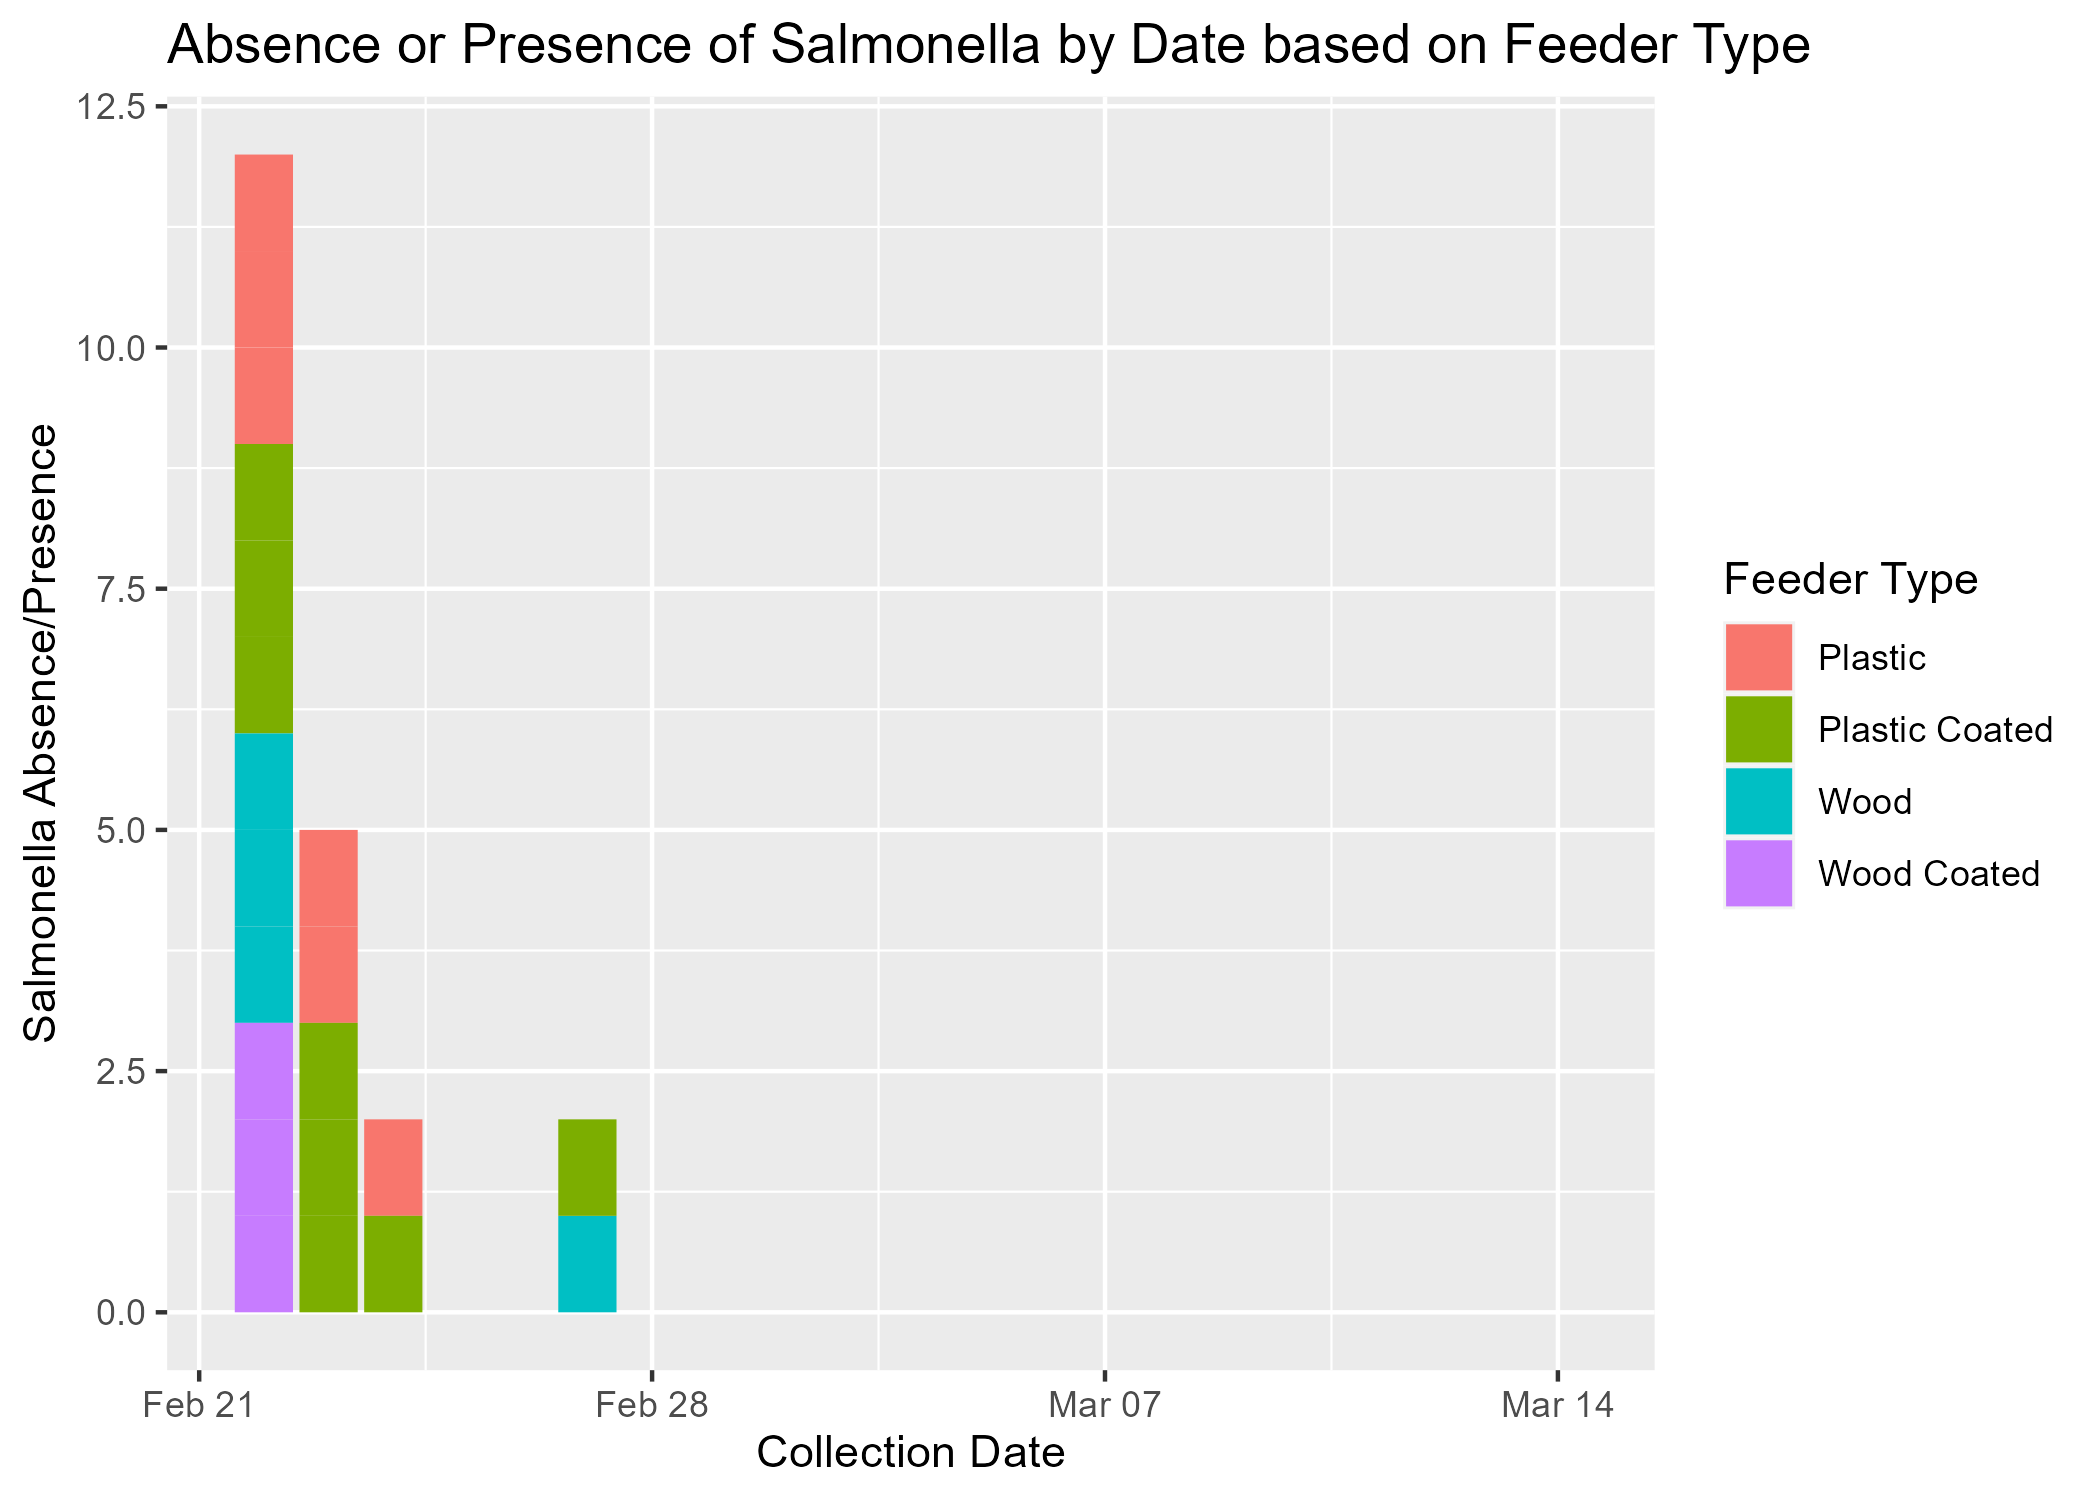 Absence or Presence of Salmonella by Date based on Feeder Type
12.5
10.0
7.5
5.0
2.5
0.0
Salmonella Absence/Presence
Feb 21
Feb 28
Mar 07
Mar 14
Collection Date
Feeder Type
Plastic
Plastic Coated
Wood
Wood Coated